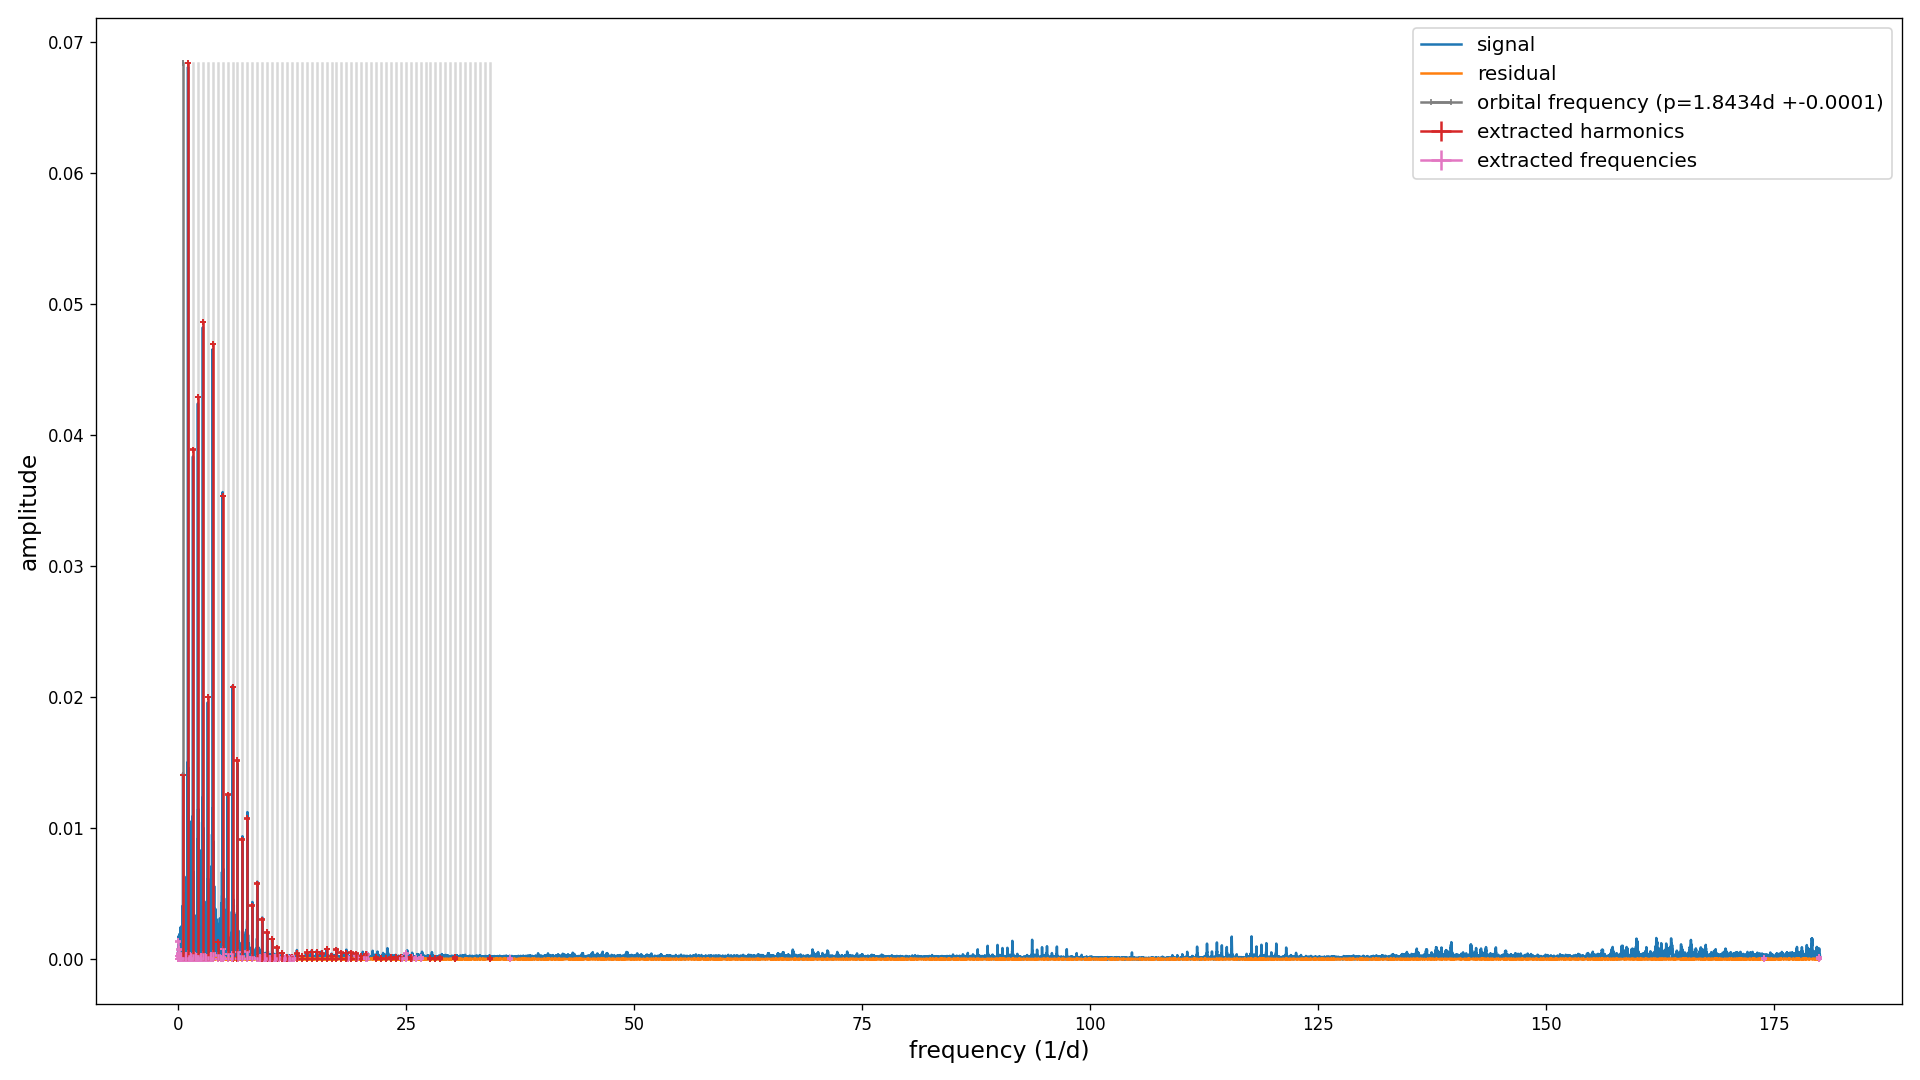 signal
residual
orbital frequency (p=1.8434d +-0.0001)
extracted harmonics
extracted frequencies
0.07
0.06
0.05
0.04
0.03
0.02
0.01
0.00
amplitude
0 25 50 75 100 125 150 175
frequency (1/d)